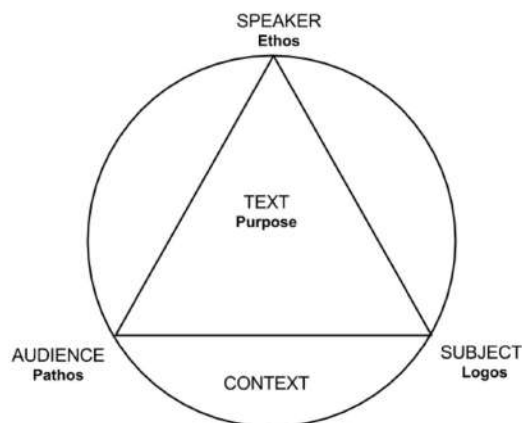 SPEAKER
Ethos
TEXT
Purpose
AUDIENCE
Pathos
SUBJECT
Logos
CONTEXT